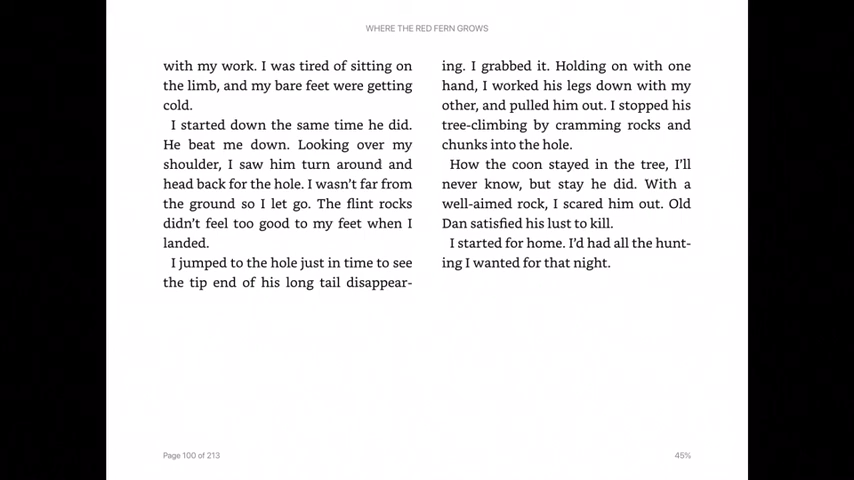 WHERE THE RED FERN GROWS
with my work. I was tired of sitting on
the limb, and my bare feet were getting
cold.
I started down the same time he did.
He beat me down. Looking over my
shoulder, I saw him turn around and
head back for the hole. I wasn't far from
the ground so I let go. The flint rocks
didn't feel too good to my feet when I
landed.
I jumped to the hole just in time to see
the tip end of his long tail disappear-
ing. I grabbed it. Holding on with one
hand, I worked his legs down with my
other, and pulled him out. I stopped his
tree-climbing by cramming rocks and
chunks into the hole.
How the coon stayed in the tree, I'll
never know, but stay he did. With a
well-aimed rock, I scared him out. Old
Dan satisfied his lust to kill.
I started for home. I'd had all the hunt-
ing I wanted for that night.
Page 100 of 213
45%